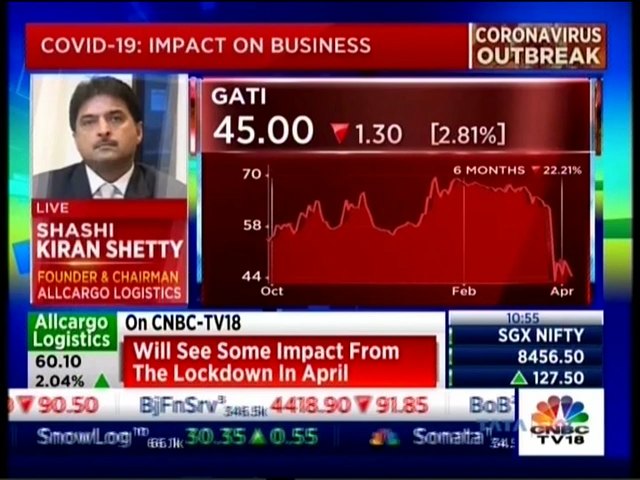 COVID-19: IMPACT ON BUSINESS
CORONAVIRUS
OUTBREAK
GATI
45.00 ▼ 1.30 [2.81%]
6 MONTHS ▼ 22.21%
70
58
44
Oct Feb Apr
LIVE
SHASHI
KIRAN SHETTY
FOUNDER & CHAIRMAN
ALLCARGO LOGISTICS
Allcargo
Logistics
60.10
2.04% ▲
On CNBC-TV18
Will See Some Impact From
The Lockdown In April
10:55
SGX NIFTY
8456.50
▲ 127.50
▼ 90.50 BjFnSrv 4418.90 ▼ 91.85 BoB
SnowLog 30.35 ▲ 0.55 Somata
CNBC
TV18